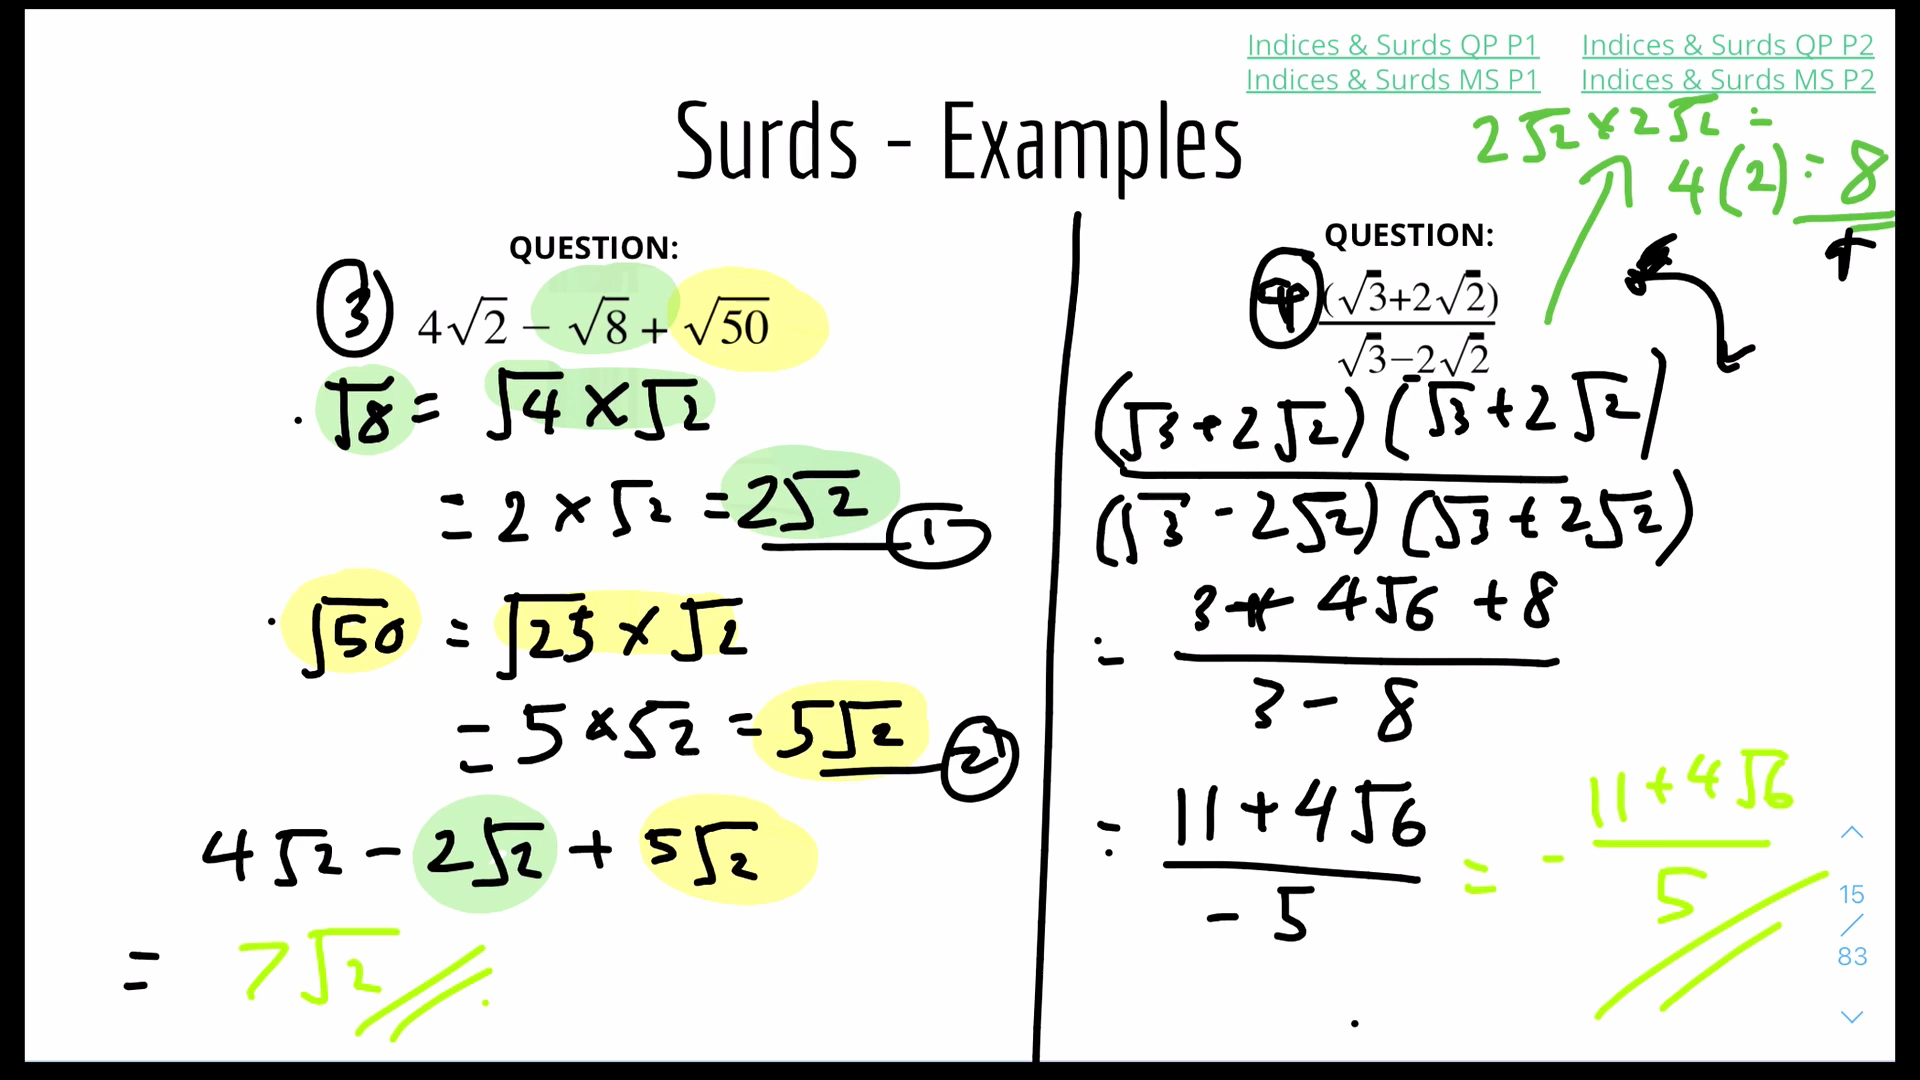 Indices & Surds QP P1
Indices & Surds QP P2
Indices & Surds MS P1
Indices & Surds MS P2
Surds - Examples
2√2 × 2√2 =
4(2) = 8
QUESTION:
③ 4√2 − √8 + √50
√8 = √4 × √2
= 2 × √2 = 2√2 ①
√50 = √25 × √2
= 5 × √2 = 5√2 ②
4√2 − 2√2 + 5√2
= 7√2
QUESTION:
④ (√3+2√2)
√3−2√2
(√3 + 2√2)(√3 + 2√2)
(√3 - 2√2)(√3 + 2√2)
= 3 + 4√6 + 8
3 - 8
= 11 + 4√6
- 5
= - 11 + 4√6
5
15
/
83